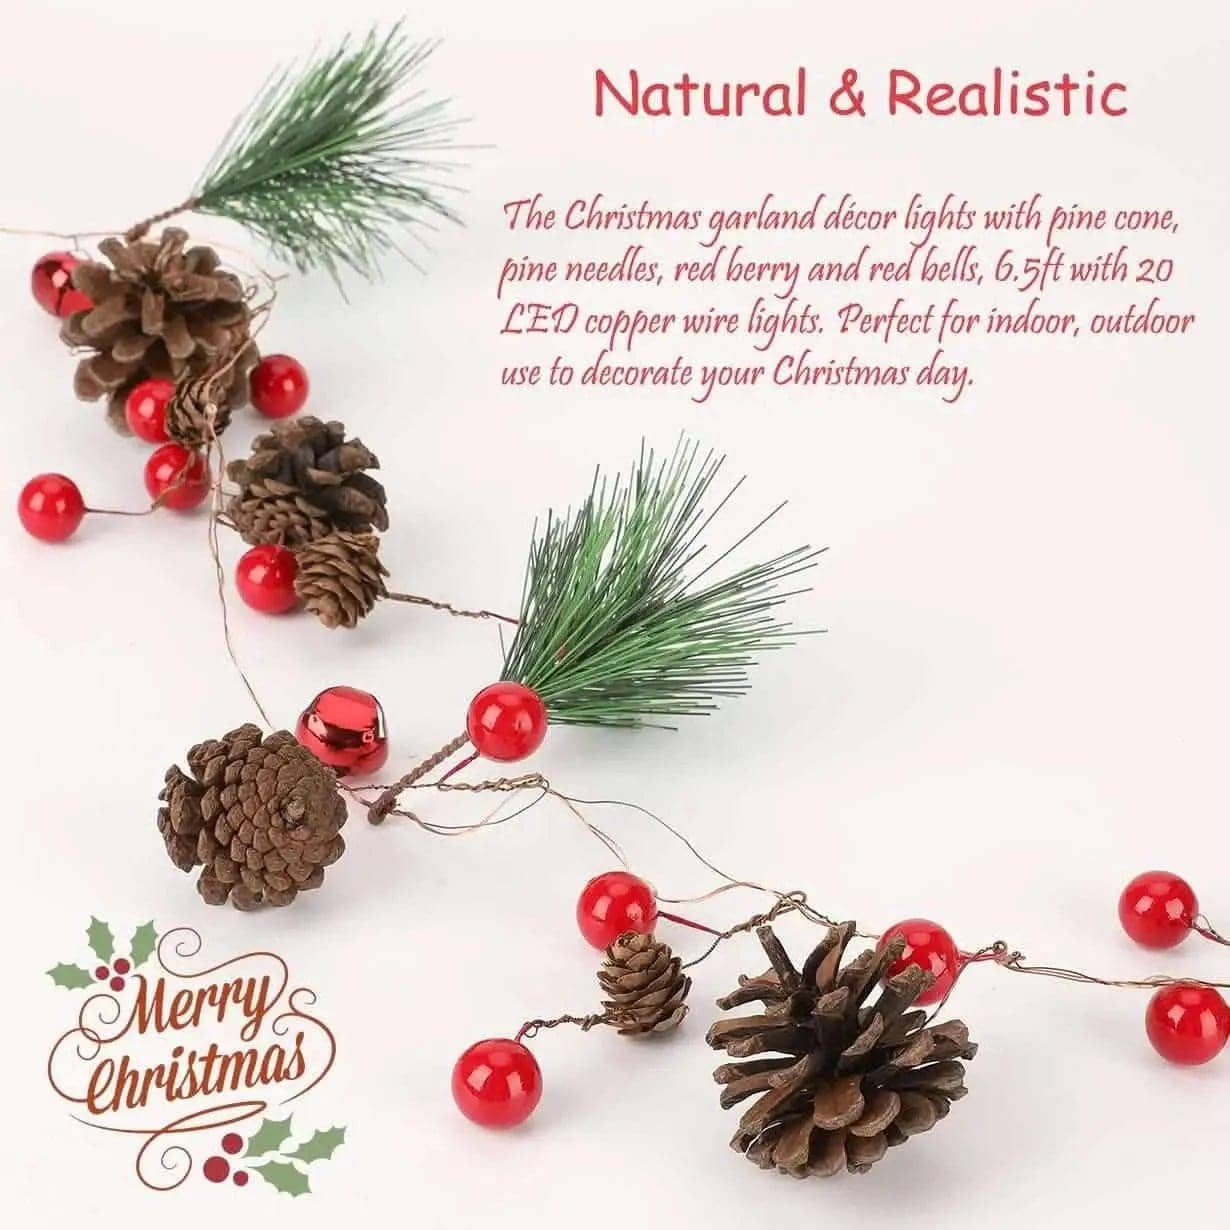 Natural & Realistic
The Christmas garland décor lights with pine cone,
pine needles, red berry and red bells, 6.5ft with 20
LED copper wire lights. Perfect for indoor, outdoor
use to decorate your Christmas day.
Merry
Christmas